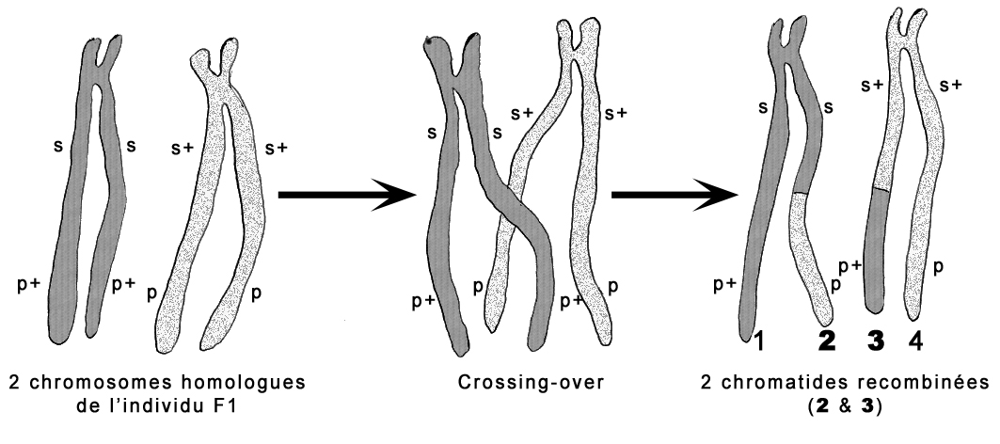 s s s+ s+
p+ p+ p p
s s s+ s+
p+ p p+ p
s s s+ s+
p+ p p+ p
1 2 3 4
2 chromosomes homologues
de l'individu F1
Crossing-over
2 chromatides recombinées
(2 & 3)